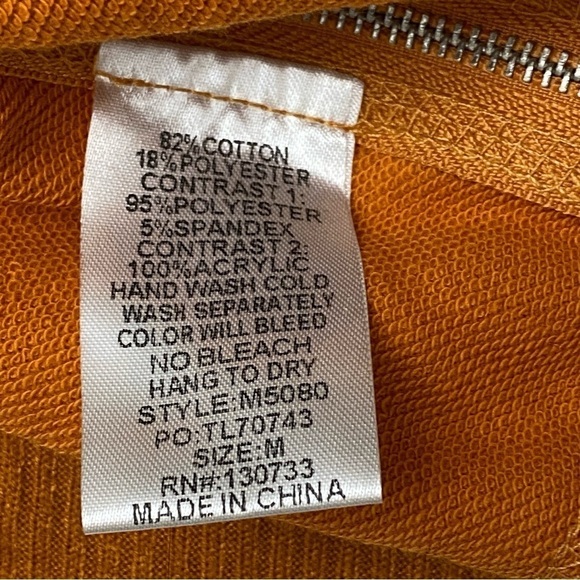 82% COTTON
18%POLYESTER
CONTRAST 1:
95%POLYESTER
5%SPANDEX
CONTRAST 2:
100%ACRYLIC
HAND WASH COLD
WASH SEPARATELY
COLOR WILL BLEED
NO BLEACH
HANG TO DRY
STYLE:M5080
PO:TL70743
SIZE:M
RN#:130733
MADE IN CHINA